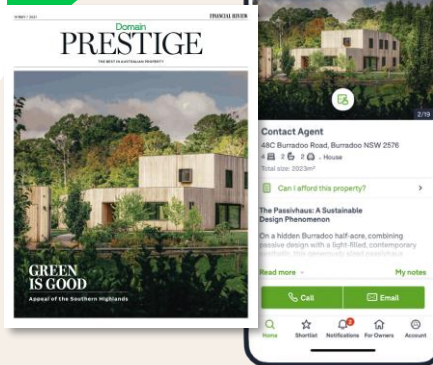 FINANCIAL REVIEW
Domain
PRESTIGE
THE BEST IN AUSTRALIAN PROPERTY
GREEN
IS GOOD
Appeal of the Southern Highlands
2/19
Contact Agent
48C Burradoo Road, Burradoo NSW 2576
4 2 2 . House
Total size: 2023m²
Can I afford this property?
The Passivhaus: A Sustainable
Design Phenomenon
On a hidden Burradoo half-acre, combining
passive design with a light-filled, contemporary
Read more
My notes
Call
Email
2
Home Shortlist Notifications For Owners Account